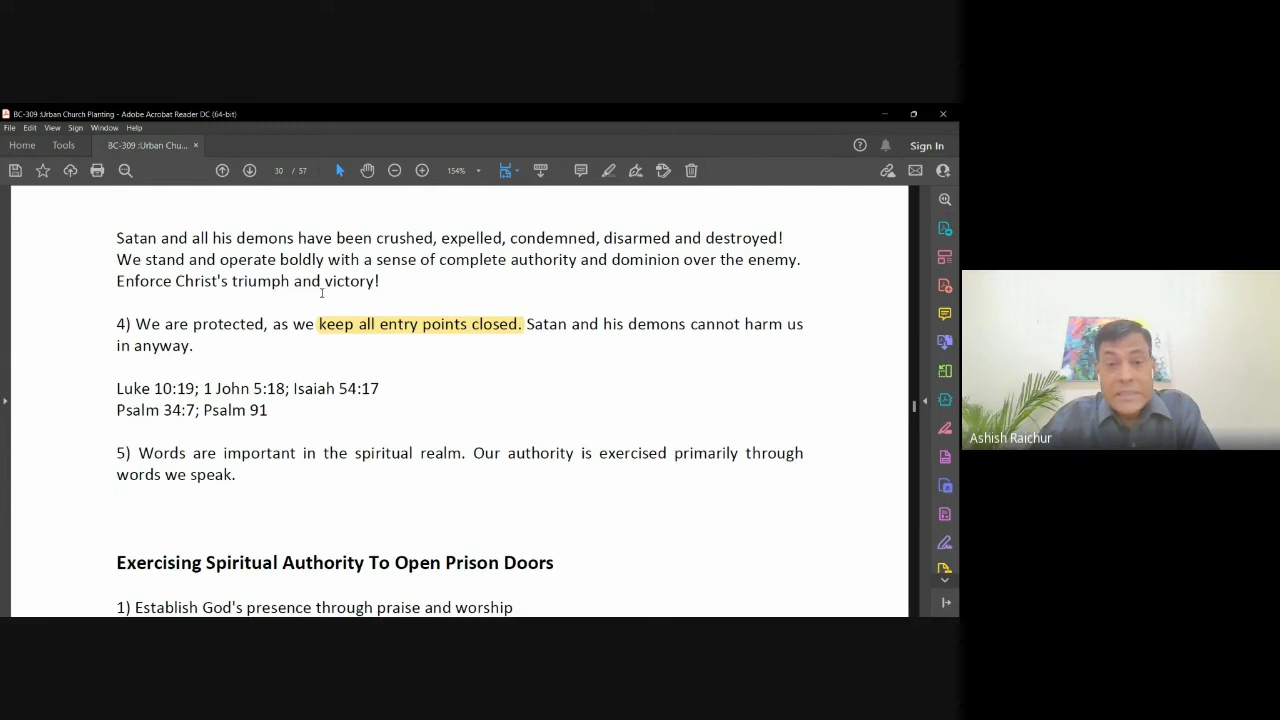 BC-309 :Urban Church Planting - Adobe Acrobat Reader DC (64-bit)
File Edit View Sign Window Help
Home Tools BC-309 :Urban Chu... × Sign In
30 / 57 154%
Satan and all his demons have been crushed, expelled, condemned, disarmed and destroyed!
We stand and operate boldly with a sense of complete authority and dominion over the enemy.
Enforce Christ's triumph and victory!
4) We are protected, as we keep all entry points closed. Satan and his demons cannot harm us
in anyway.
Luke 10:19; 1 John 5:18; Isaiah 54:17
Psalm 34:7; Psalm 91
5) Words are important in the spiritual realm. Our authority is exercised primarily through
words we speak.
Exercising Spiritual Authority To Open Prison Doors
1) Establish God's presence through praise and worship
Ashish Raichur